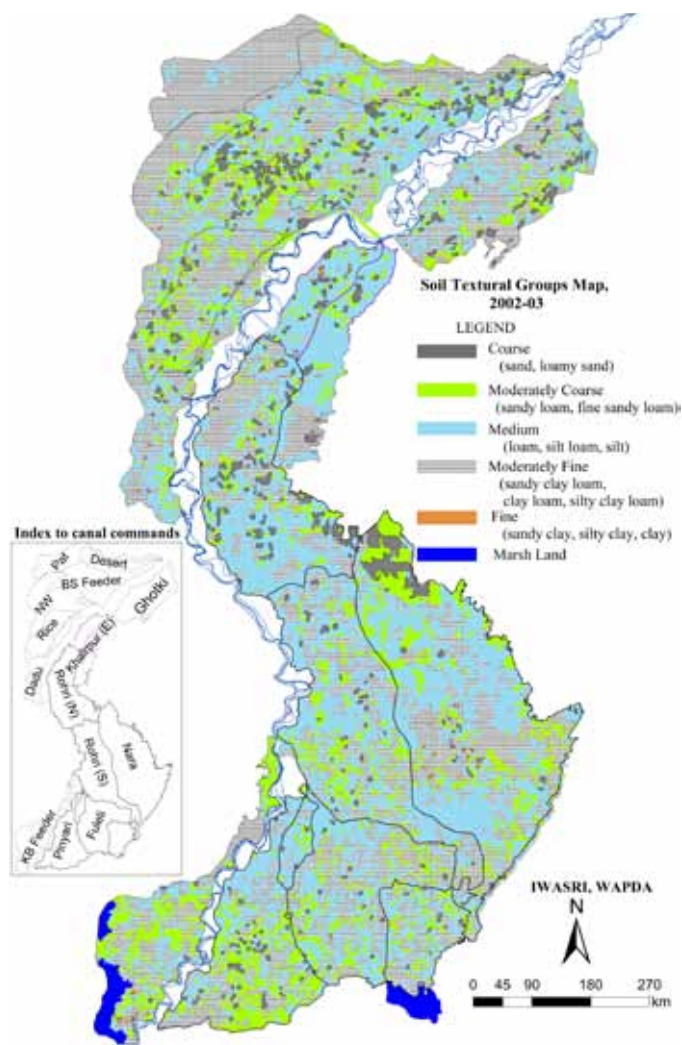 Soil Textural Groups Map,
2002-03
LEGEND
Coarse
(sand, loamy sand)
Moderately Coarse
(sandy loam, fine sandy loam)
Medium
(loam, silt loam, silt)
Moderately Fine
(sandy clay loam,
clay loam, silty clay loam)
Fine
(sandy clay, silty clay, clay)
Marsh Land
Index to canal commands
Pat
Desert
BS Feeder
NW
Ghotki
Rice
Khairpur (E)
Dadu
Rohri (N)
Rohri (S)
Nara
KB Feeder
Pinyari
Fuleli
IWASRI, WAPDA
N
0 45 90 180 270
km